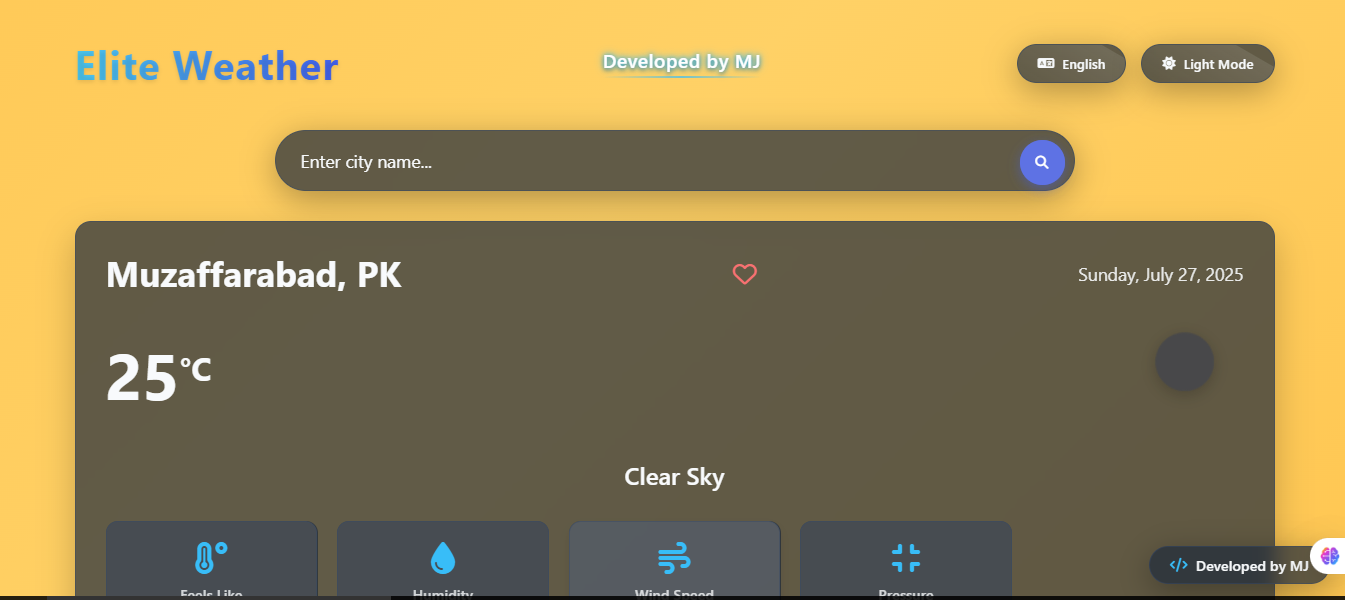 Elite Weather
Developed by MJ
English
Light Mode
Enter city name...
Muzaffarabad, PK
Sunday, July 27, 2025
25°C
Clear Sky
Feels Like
Humidity
Wind Speed
Pressure
</> Developed by MJ